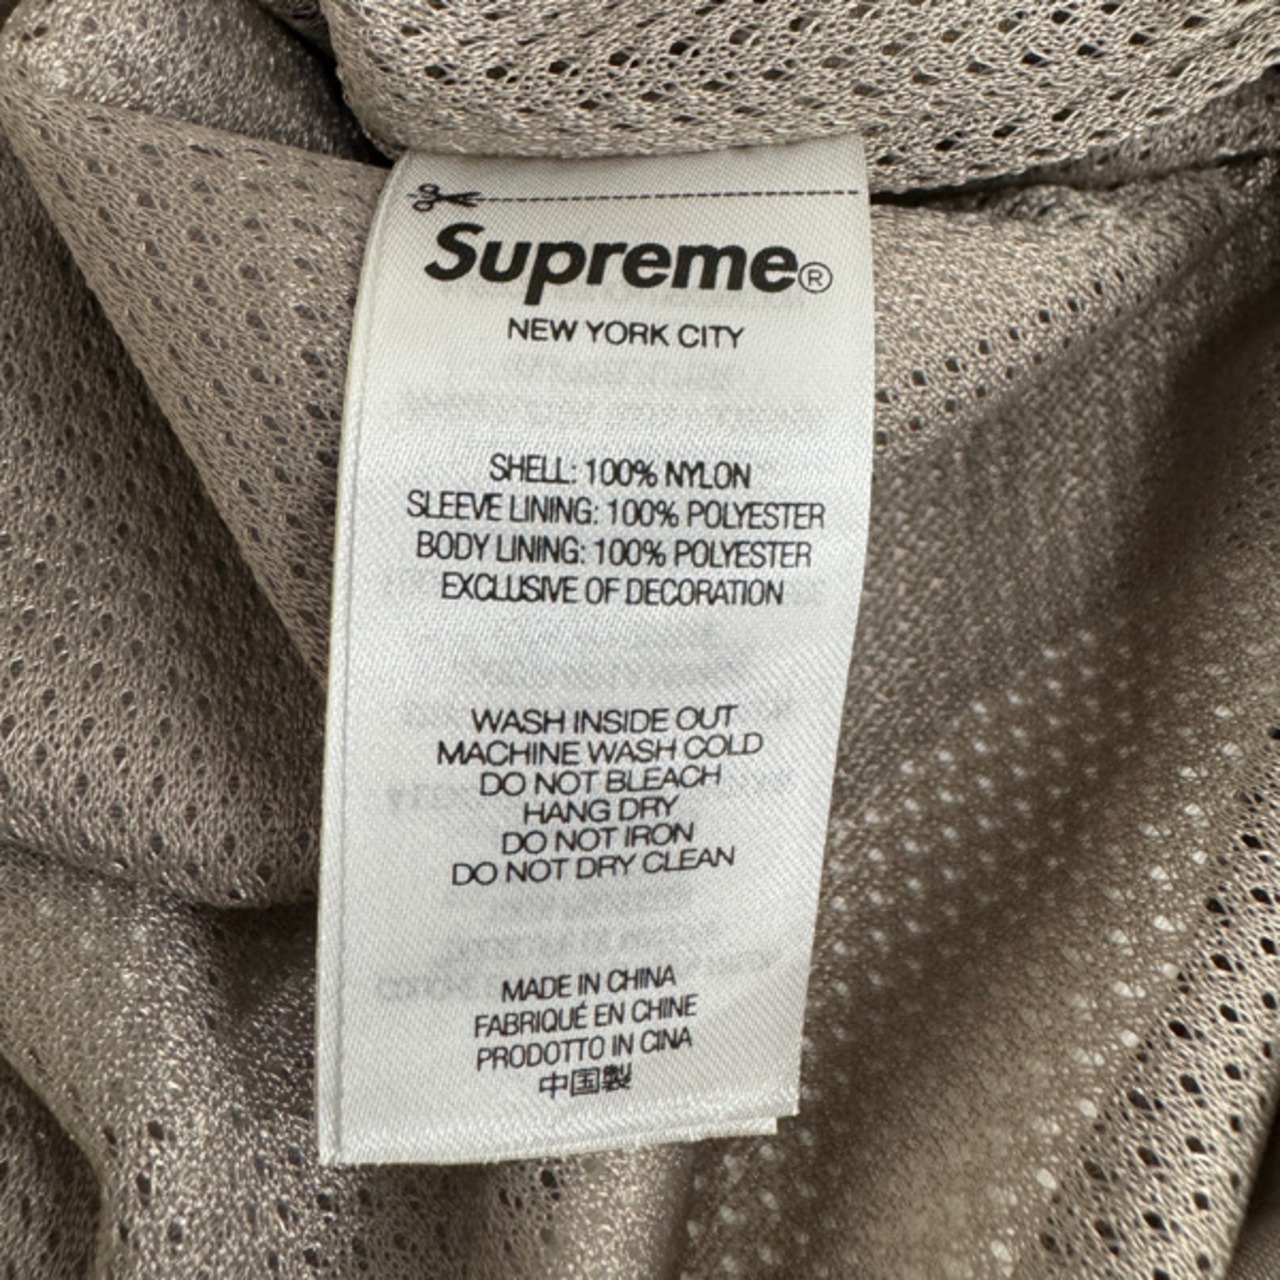 Supreme®
NEW YORK CITY
SHELL: 100% NYLON
SLEEVE LINING: 100% POLYESTER
BODY LINING: 100% POLYESTER
EXCLUSIVE OF DECORATION
WASH INSIDE OUT
MACHINE WASH COLD
DO NOT BLEACH
HANG DRY
DO NOT IRON
DO NOT DRY CLEAN
MADE IN CHINA
FABRIQUÉ EN CHINE
PRODOTTO IN CINA
中国製